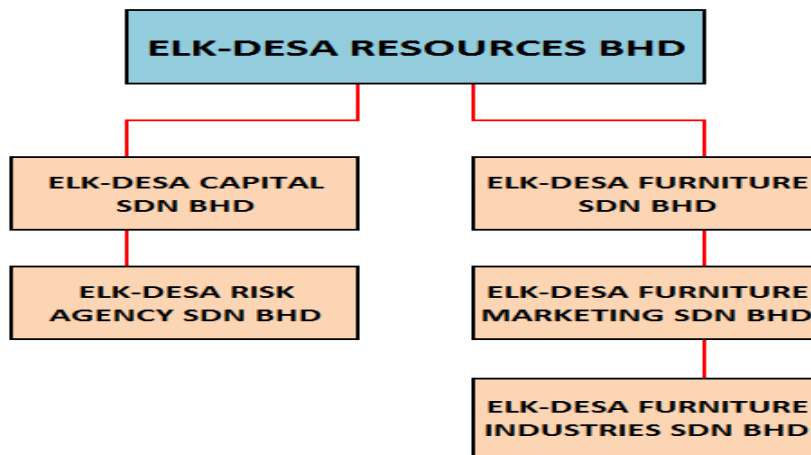 ELK-DESA RESOURCES BHD
ELK-DESA CAPITAL
SDN BHD
ELK-DESA RISK
AGENCY SDN BHD
ELK-DESA FURNITURE
SDN BHD
ELK-DESA FURNITURE
MARKETING SDN BHD
ELK-DESA FURNITURE
INDUSTRIES SDN BHD